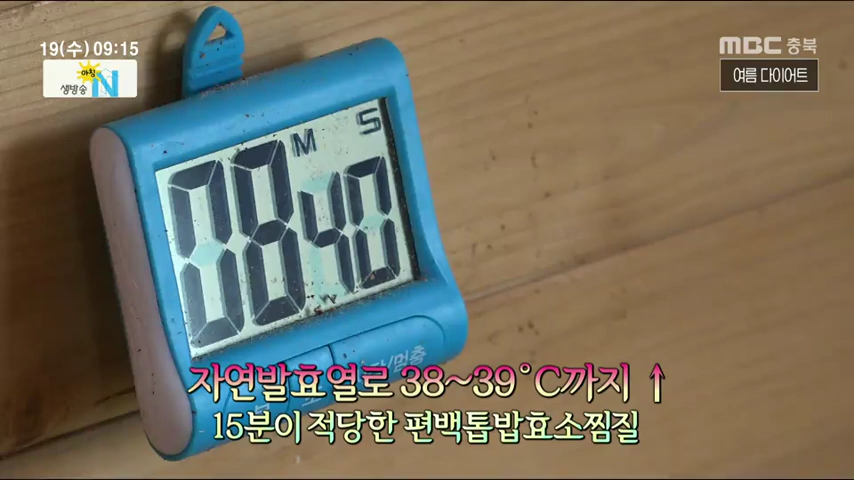 19(수) 09:15
MBC 충북
아침
생방송 N
여름 다이어트
M S
08 40
자연발효열로 38~39°C까지 ↑
15분이 적당한 편백톱밥효소찜질